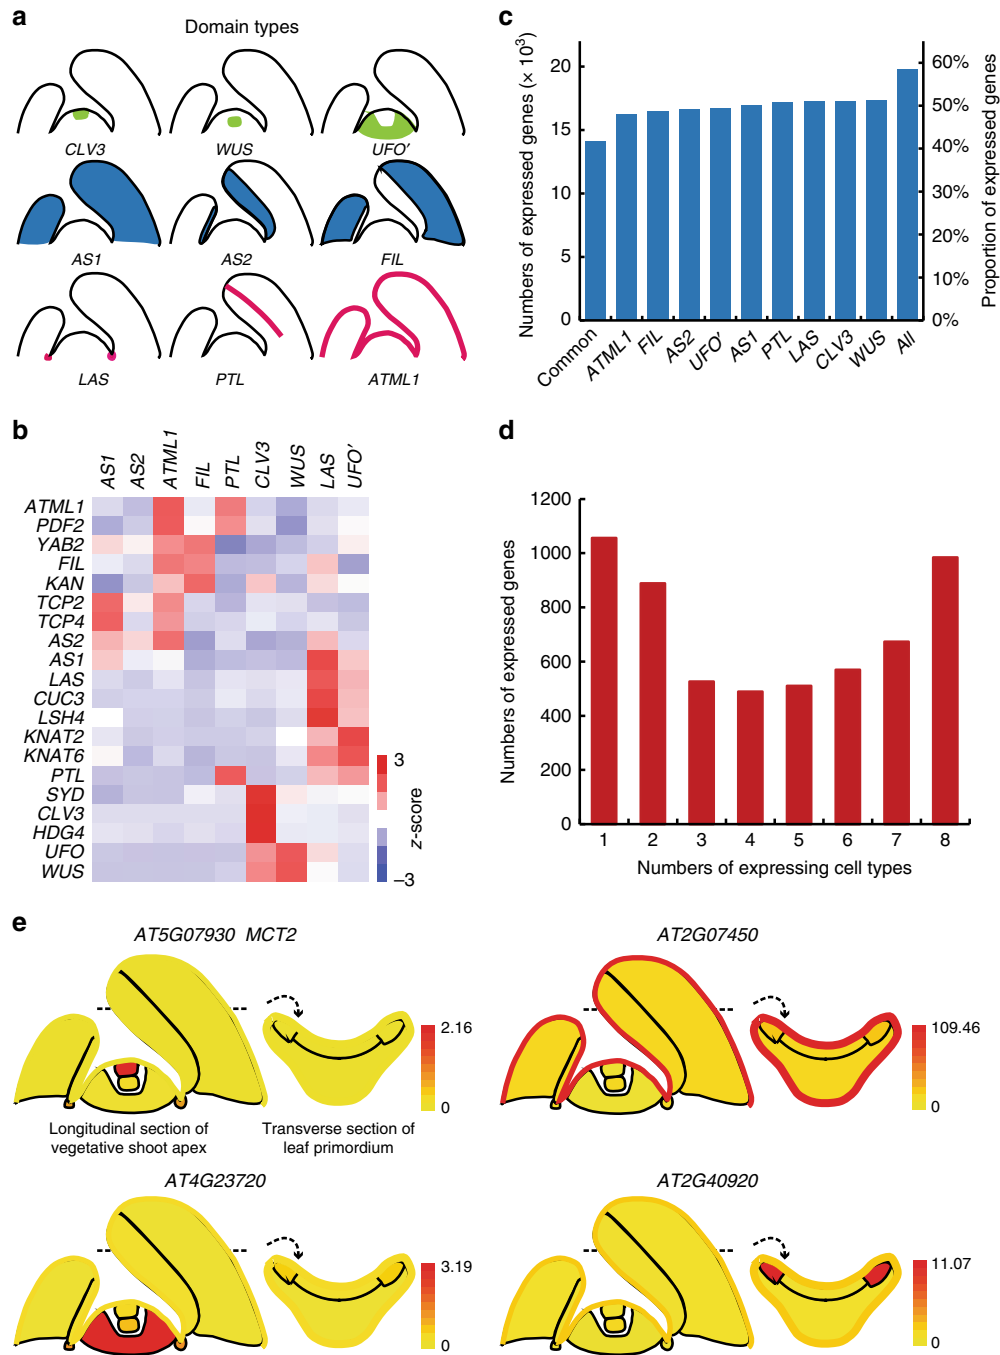 a
Domain types
CLV3 WUS UFO′
AS1 AS2 FIL
LAS PTL ATML1
c
Numbers of expressed genes (× 10³)
20
15
10
5
0
60%
50%
40%
30%
20%
10%
0%
Proportion of expressed genes
Common ATML1 FIL AS2 UFO′ AS1 PTL LAS CLV3 WUS All
b
AS1 AS2 ATML1 FIL PTL CLV3 WUS LAS UFO′
ATML1
PDF2
YAB2
FIL
KAN
TCP2
TCP4
AS2
AS1
LAS
CUC3
LSH4
KNAT2
KNAT6
PTL
SYD
CLV3
HDG4
UFO
WUS
3
z-score
−3
d
Numbers of expressed genes
1200
1000
800
600
400
200
0
1 2 3 4 5 6 7 8
Numbers of expressing cell types
e
AT5G07930 MCT2
2.16
0
Longitudinal section of
vegetative shoot apex
Transverse section of
leaf primordium
AT2G07450
109.46
0
AT4G23720
3.19
0
AT2G40920
11.07
0